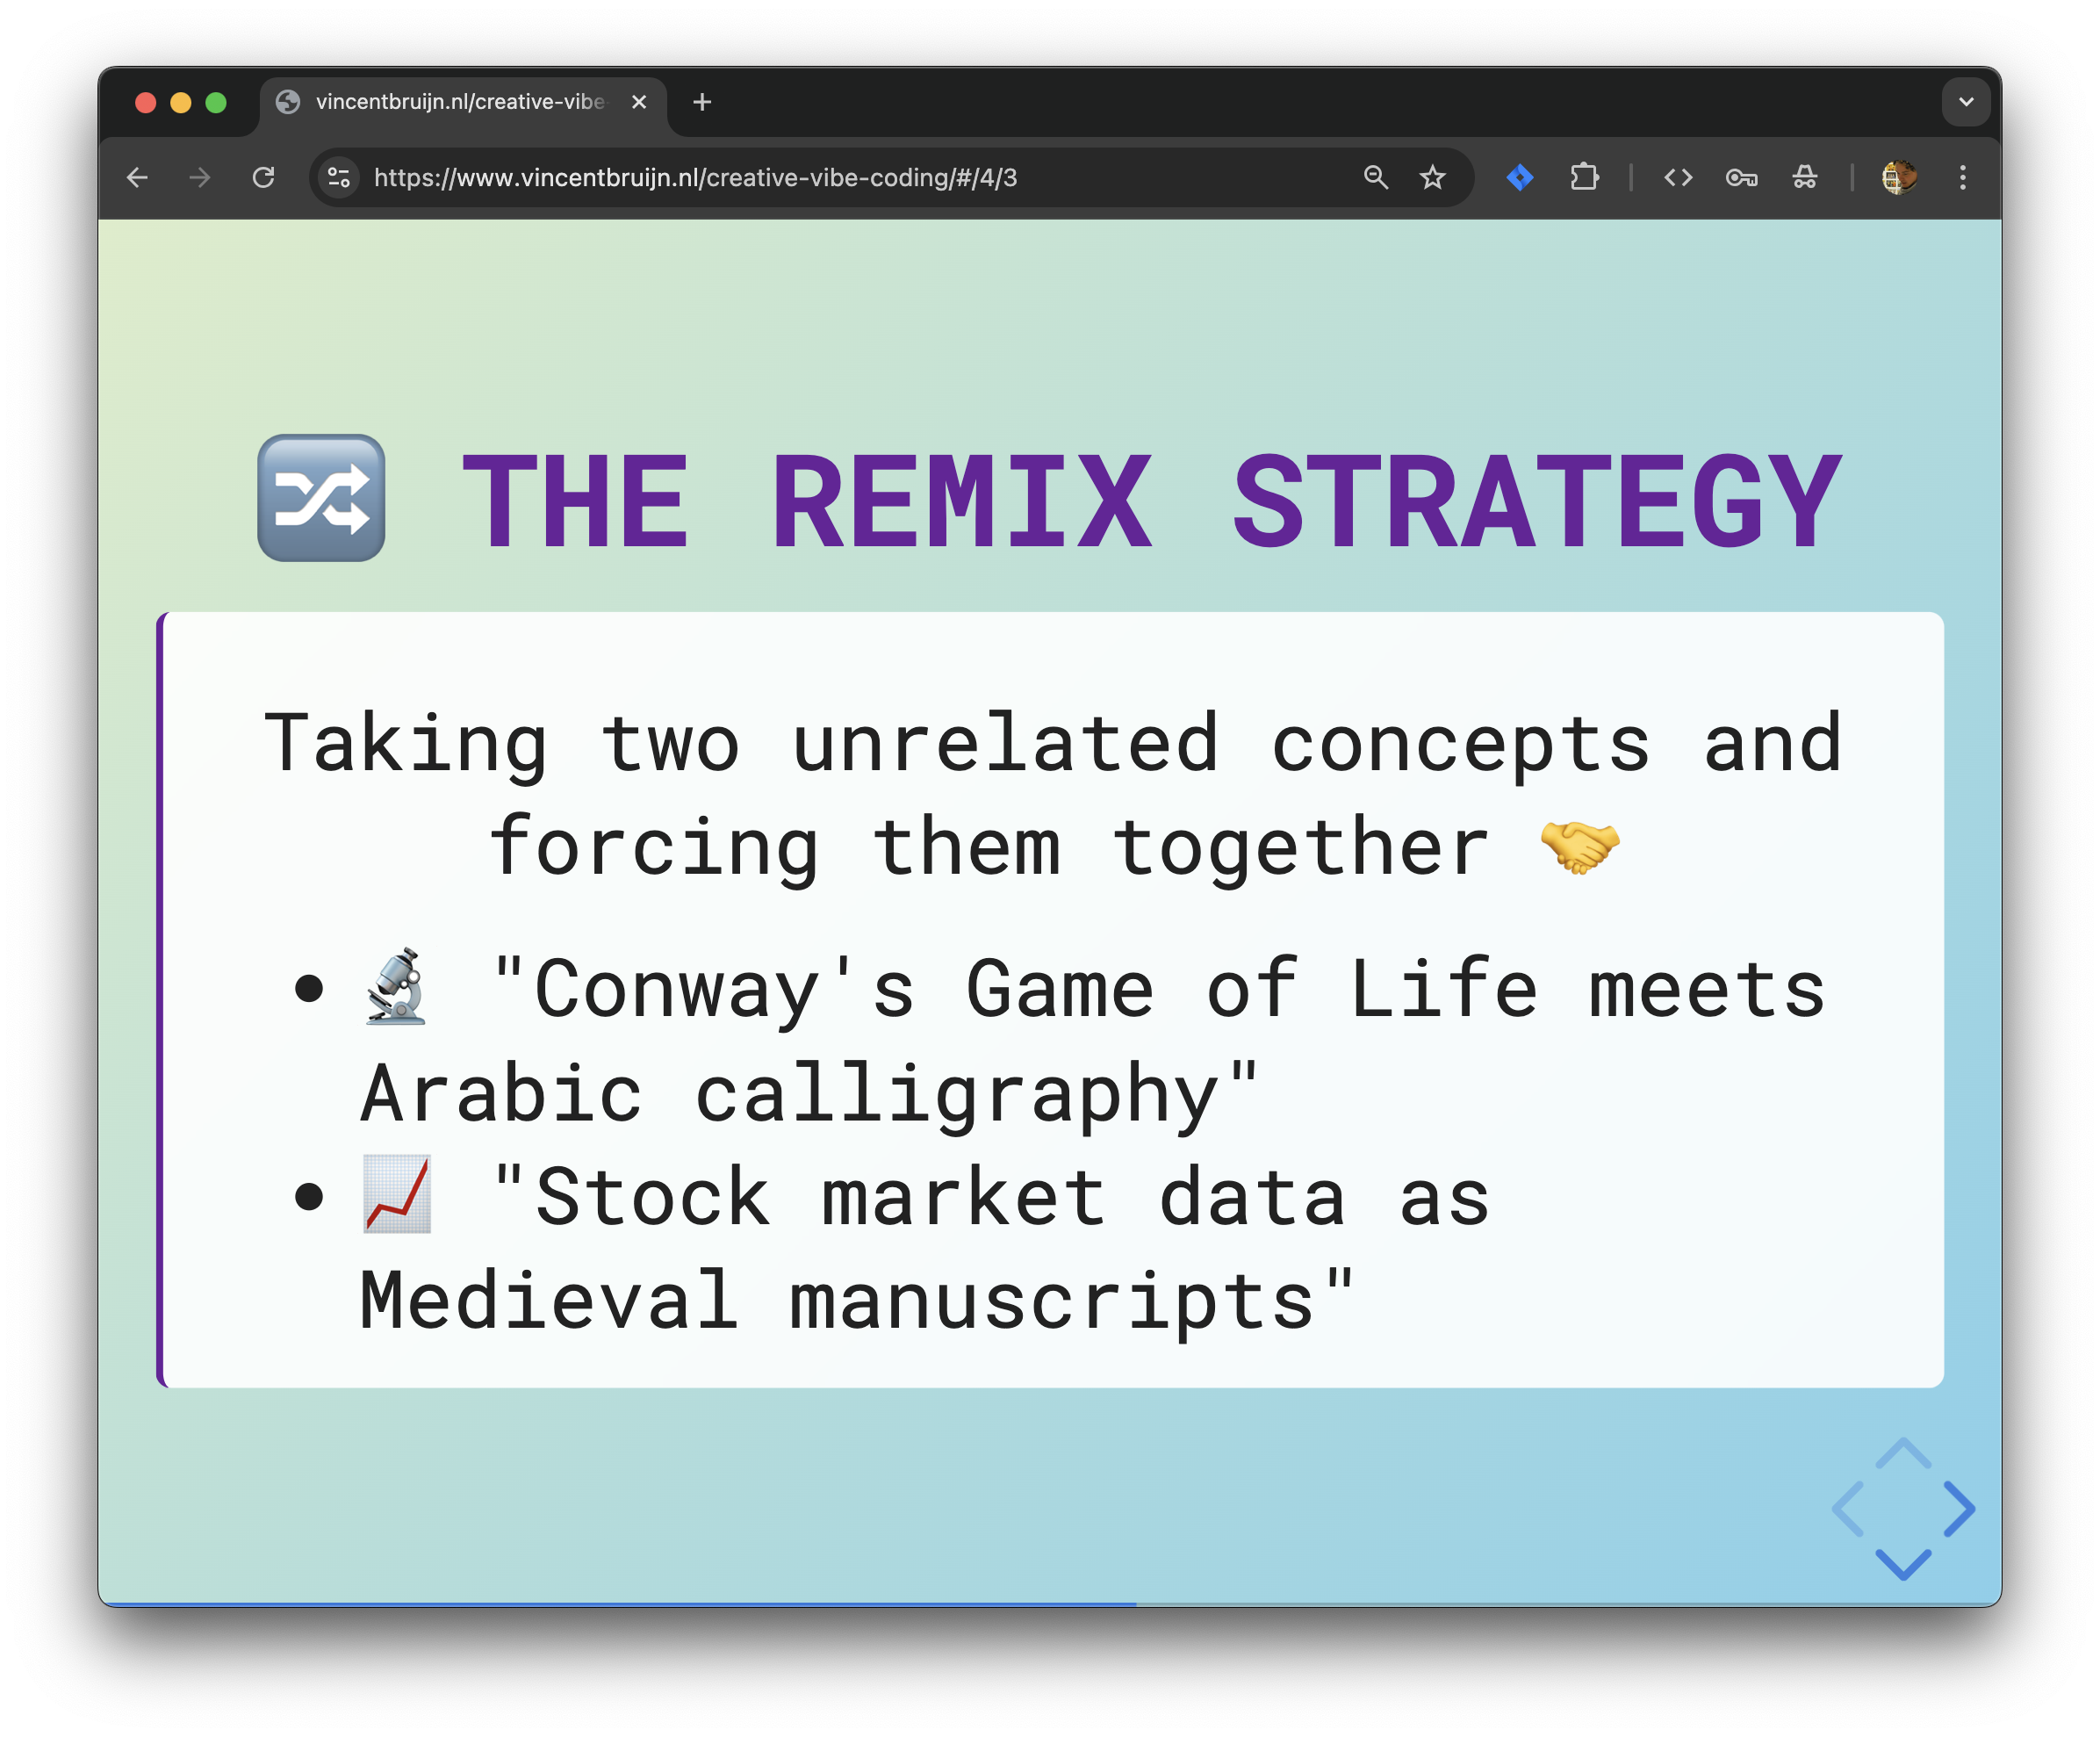 vincentbruijn.nl/creative-vibe-
https://www.vincentbruijn.nl/creative-vibe-coding/#/4/3
🔀 THE REMIX STRATEGY
Taking two unrelated concepts and
forcing them together 🤝
• 🔬 "Conway's Game of Life meets
Arabic calligraphy"
• 📈 "Stock market data as
Medieval manuscripts"